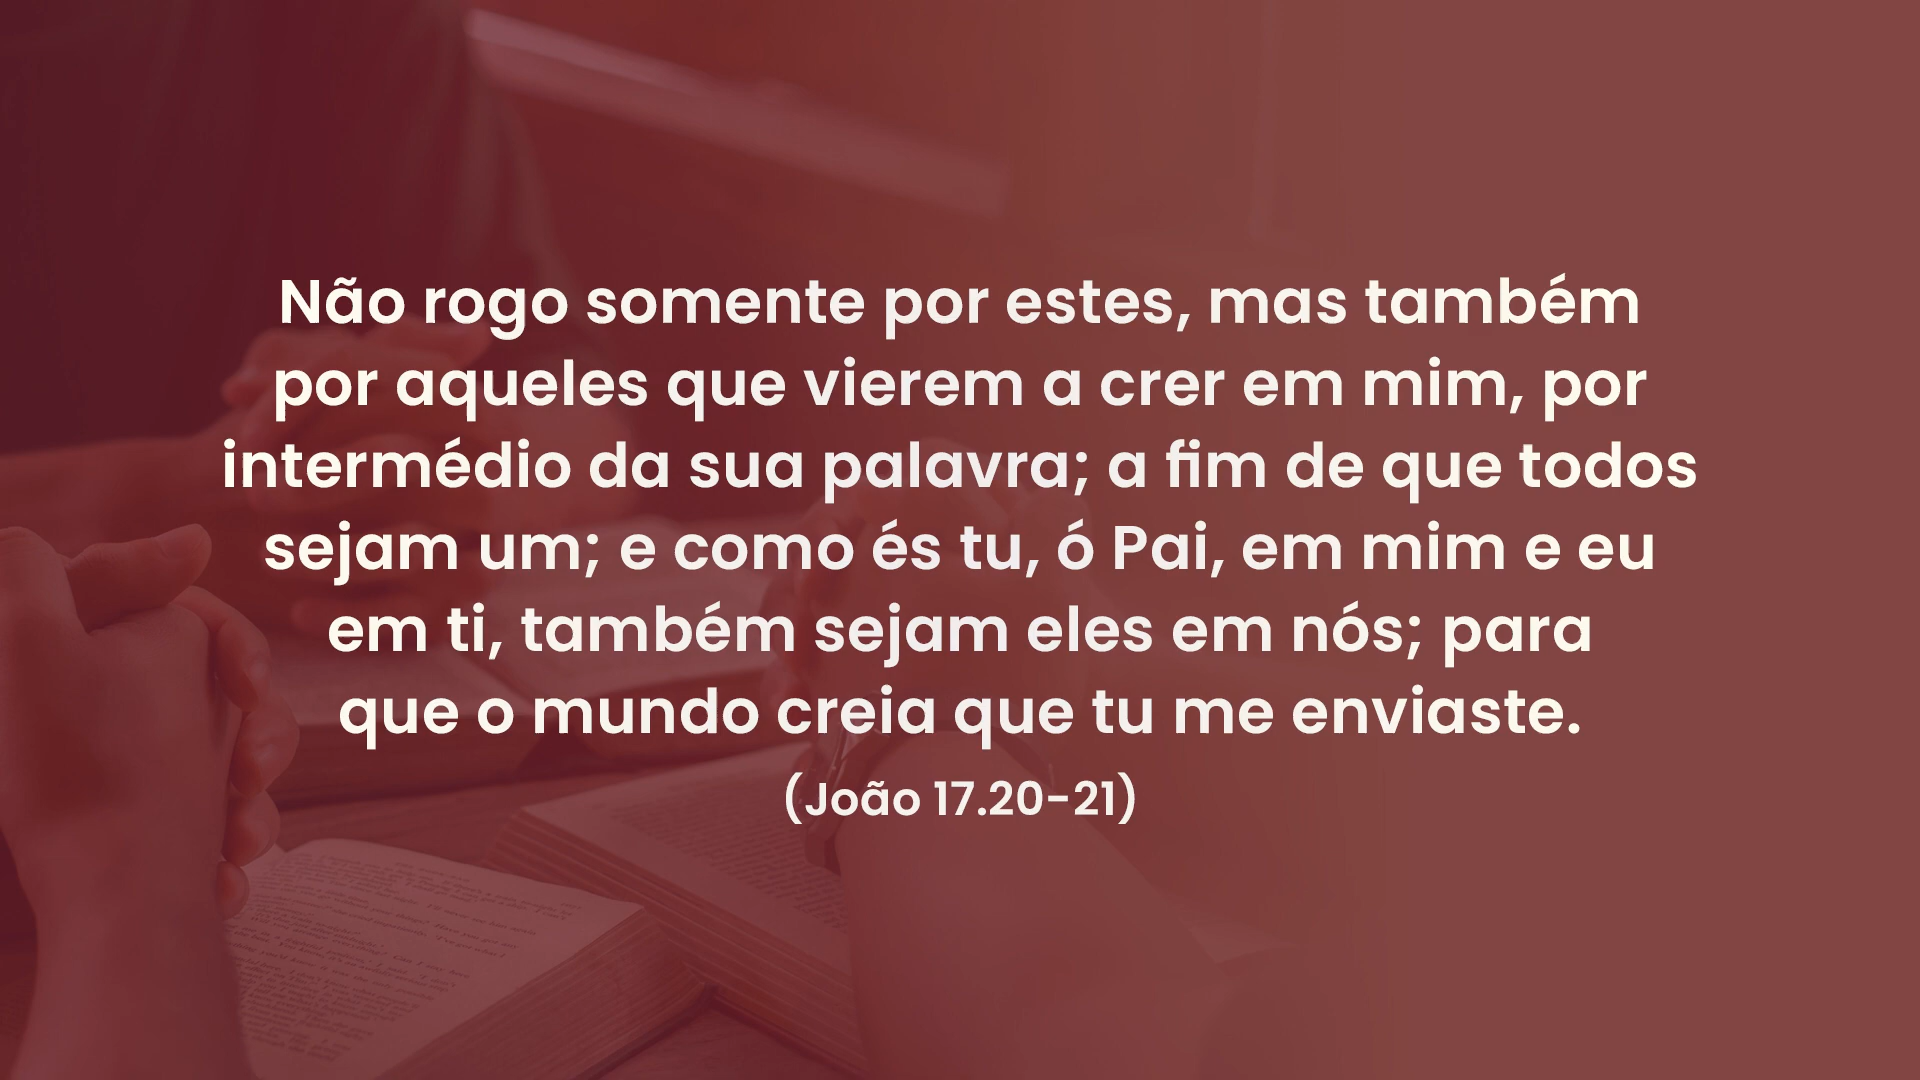 Não rogo somente por estes, mas também
por aqueles que vierem a crer em mim, por
intermédio da sua palavra; a fim de que todos
sejam um; e como és tu, ó Pai, em mim e eu
em ti, também sejam eles em nós; para
que o mundo creia que tu me enviaste.
(João 17.20-21)